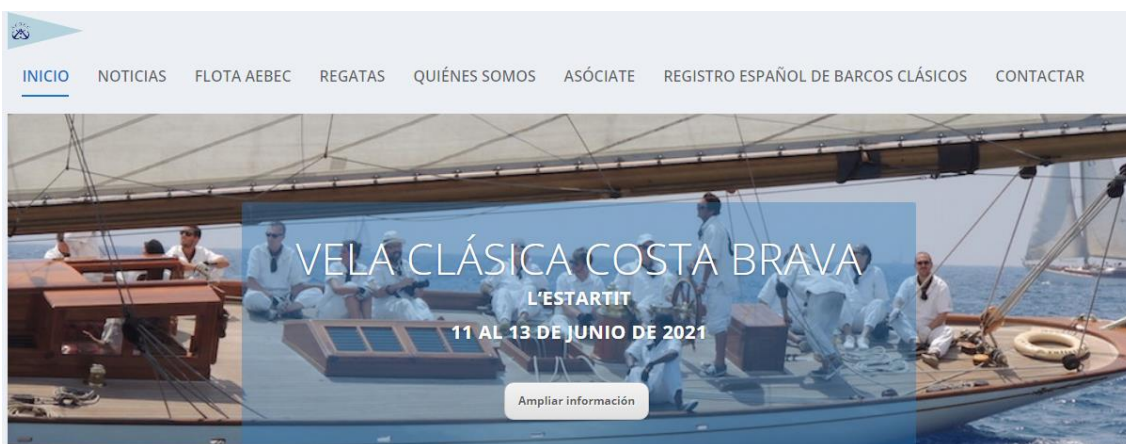 INICIO NOTICIAS FLOTA AEBEC REGATAS QUIÉNES SOMOS ASÓCIATE REGISTRO ESPAÑOL DE BARCOS CLÁSICOS CONTACTAR
VELA CLÁSICA COSTA BRAVA
L'ESTARTIT
11 AL 13 DE JUNIO DE 2021
Ampliar información